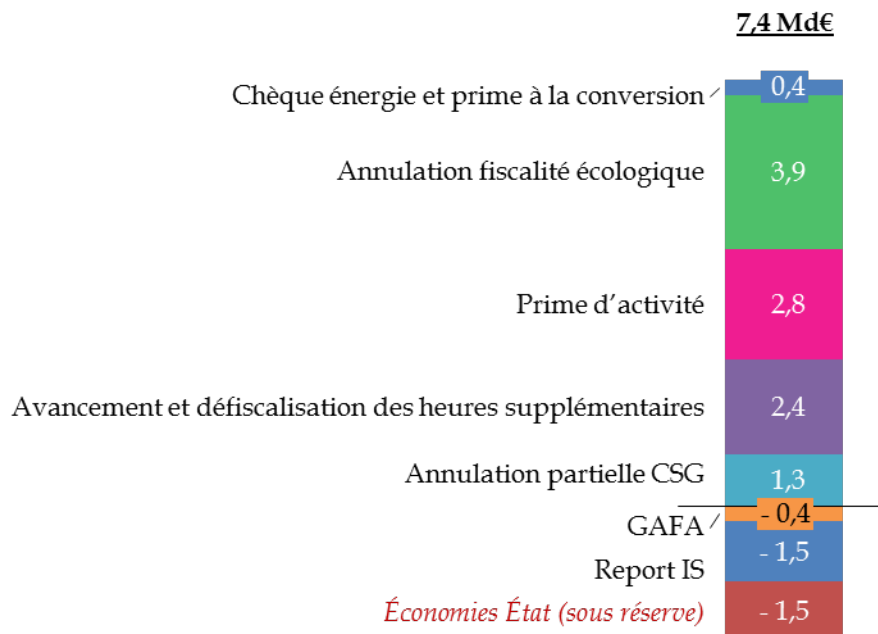 7,4 Md€
Chèque énergie et prime à la conversion 0,4
Annulation fiscalité écologique 3,9
Prime d’activité 2,8
Avancement et défiscalisation des heures supplémentaires 2,4
Annulation partielle CSG 1,3
GAFA - 0,4
Report IS - 1,5
Économies État (sous réserve) - 1,5